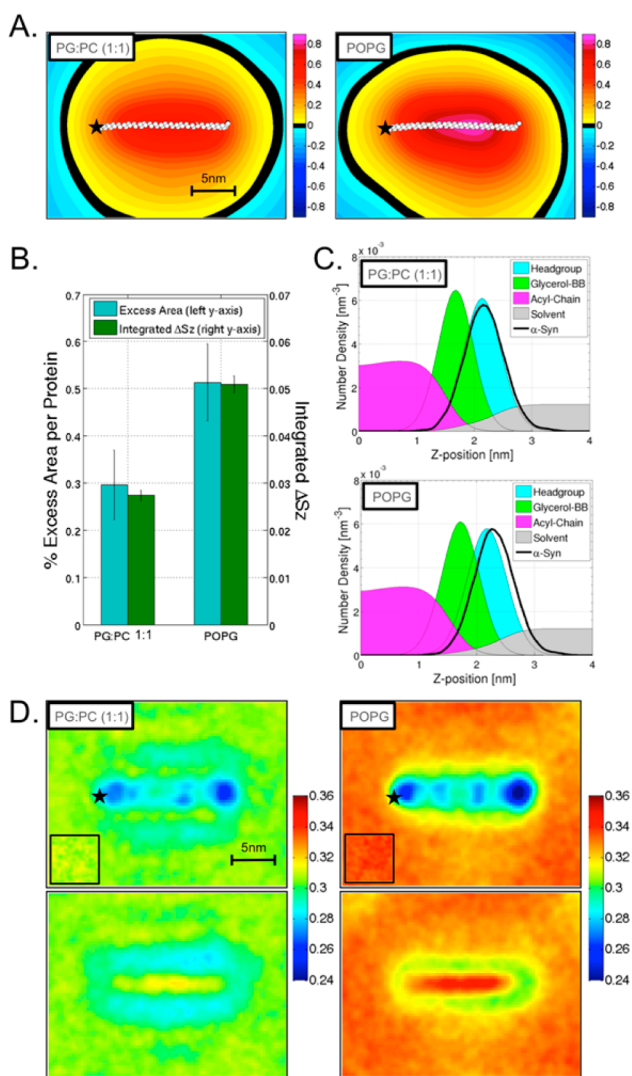 A.
PG:PC (1:1)
5nm
0.8
0.6
0.4
0.2
0
-0.2
-0.4
-0.6
-0.8
POPG
0.8
0.6
0.4
0.2
0
-0.2
-0.4
-0.6
-0.8
B.
Excess Area (left y-axis)
Integrated ΔSz (right y-axis)
% Excess Area per Protein
0.7
0.6
0.5
0.4
0.3
0.2
0.1
0
0.07
0.06
0.05
0.04
0.03
0.02
0.01
0
Integrated ΔSz
PG:PC 1:1
POPG
C.
x 10⁻³
PG:PC (1:1)
Headgroup
Glycerol-BB
Acyl-Chain
Solvent
α-Syn
Number Density [nm⁻³]
8
6
4
2
0
0 1 2 3 4
Z-position [nm]
x 10⁻³
POPG
Headgroup
Glycerol-BB
Acyl-Chain
Solvent
α-Syn
Number Density [nm⁻³]
8
6
4
2
0
0 1 2 3 4
Z-position [nm]
D.
PG:PC (1:1)
5nm
0.36
0.34
0.32
0.3
0.28
0.26
0.24
POPG
0.36
0.34
0.32
0.3
0.28
0.26
0.24